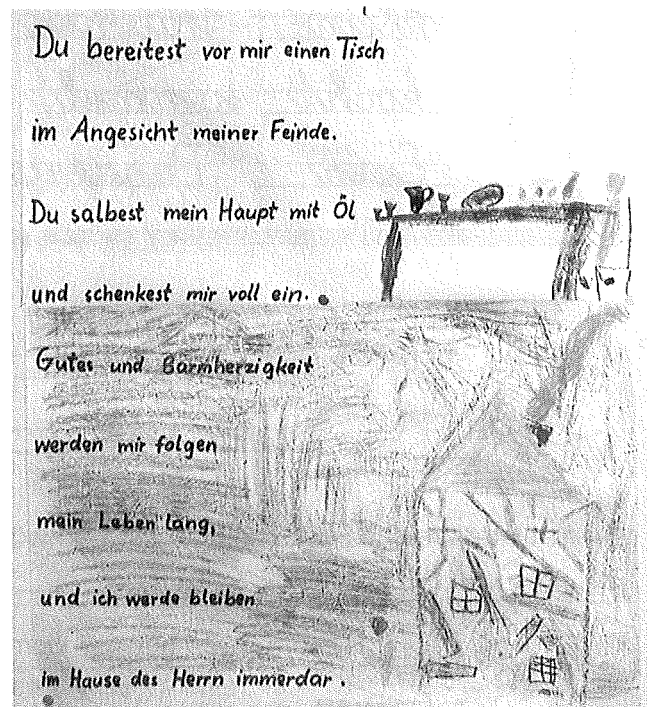 Du bereitest vor mir einen Tisch
im Angesicht meiner Feinde.
Du salbest mein Haupt mit Öl
und schenkest mir voll ein.
Gutes und Barmherzigkeit
werden mir folgen
mein Leben lang,
und ich werde bleiben
im Hause des Herrn immerdar.